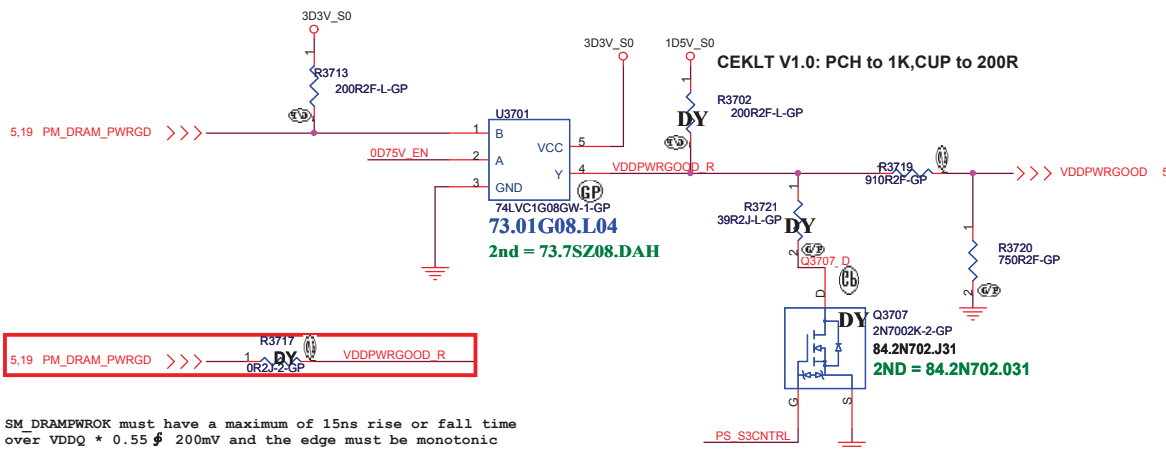 3D3V_S0
R3713
200R2F-L-GP
5,19 PM_DRAM_PWRGD
0D75V_EN
U3701
1 B
2 A
3 GND
VCC 5
Y 4
GP
74LVC1G08GW-1-GP
73.01G08.L04
2nd = 73.7SZ08.DAH
3D3V_S0
1D5V_S0
CEKLT V1.0: PCH to 1K,CUP to 200R
1
R3702
200R2F-L-GP
DY
VDDPWRGOOD_R
R3719
910R2F-GP
VDDPWRGOOD 5
1
R3721
39R2J-L-GP
DY
2
Q3707_D
1
R3720
750R2F-GP
2
D
DY
Q3707
2N7002K-2-GP
84.2N702.J31
2ND = 84.2N702.031
G
S
PS_S3CNTRL
5,19 PM_DRAM_PWRGD
1
R3717
DY
0R2J-2-GP
VDDPWRGOOD_R
SM_DRAMPWROK must have a maximum of 15ns rise or fall time
over VDDQ * 0.55 200mV and the edge must be monotonic